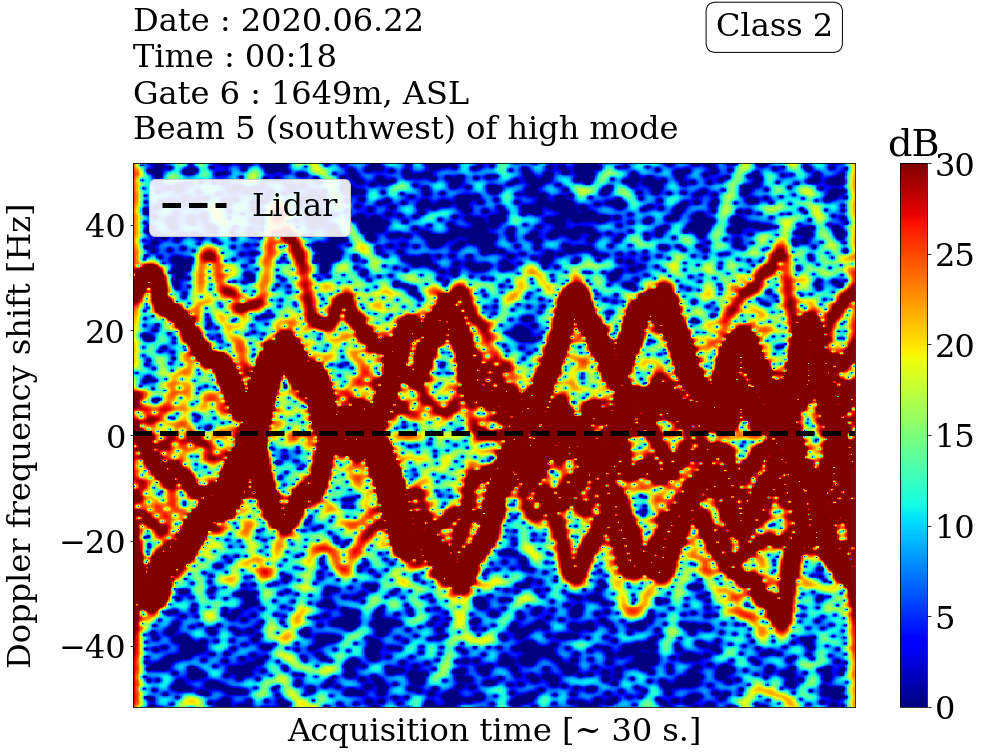 Date : 2020.06.22
Time : 00:18
Gate 6 : 1649m, ASL
Beam 5 (southwest) of high mode
Class 2
dB
Lidar
Doppler frequency shift [Hz]
40
20
0
−20
−40
30
25
20
15
10
5
0
Acquisition time [~ 30 s.]